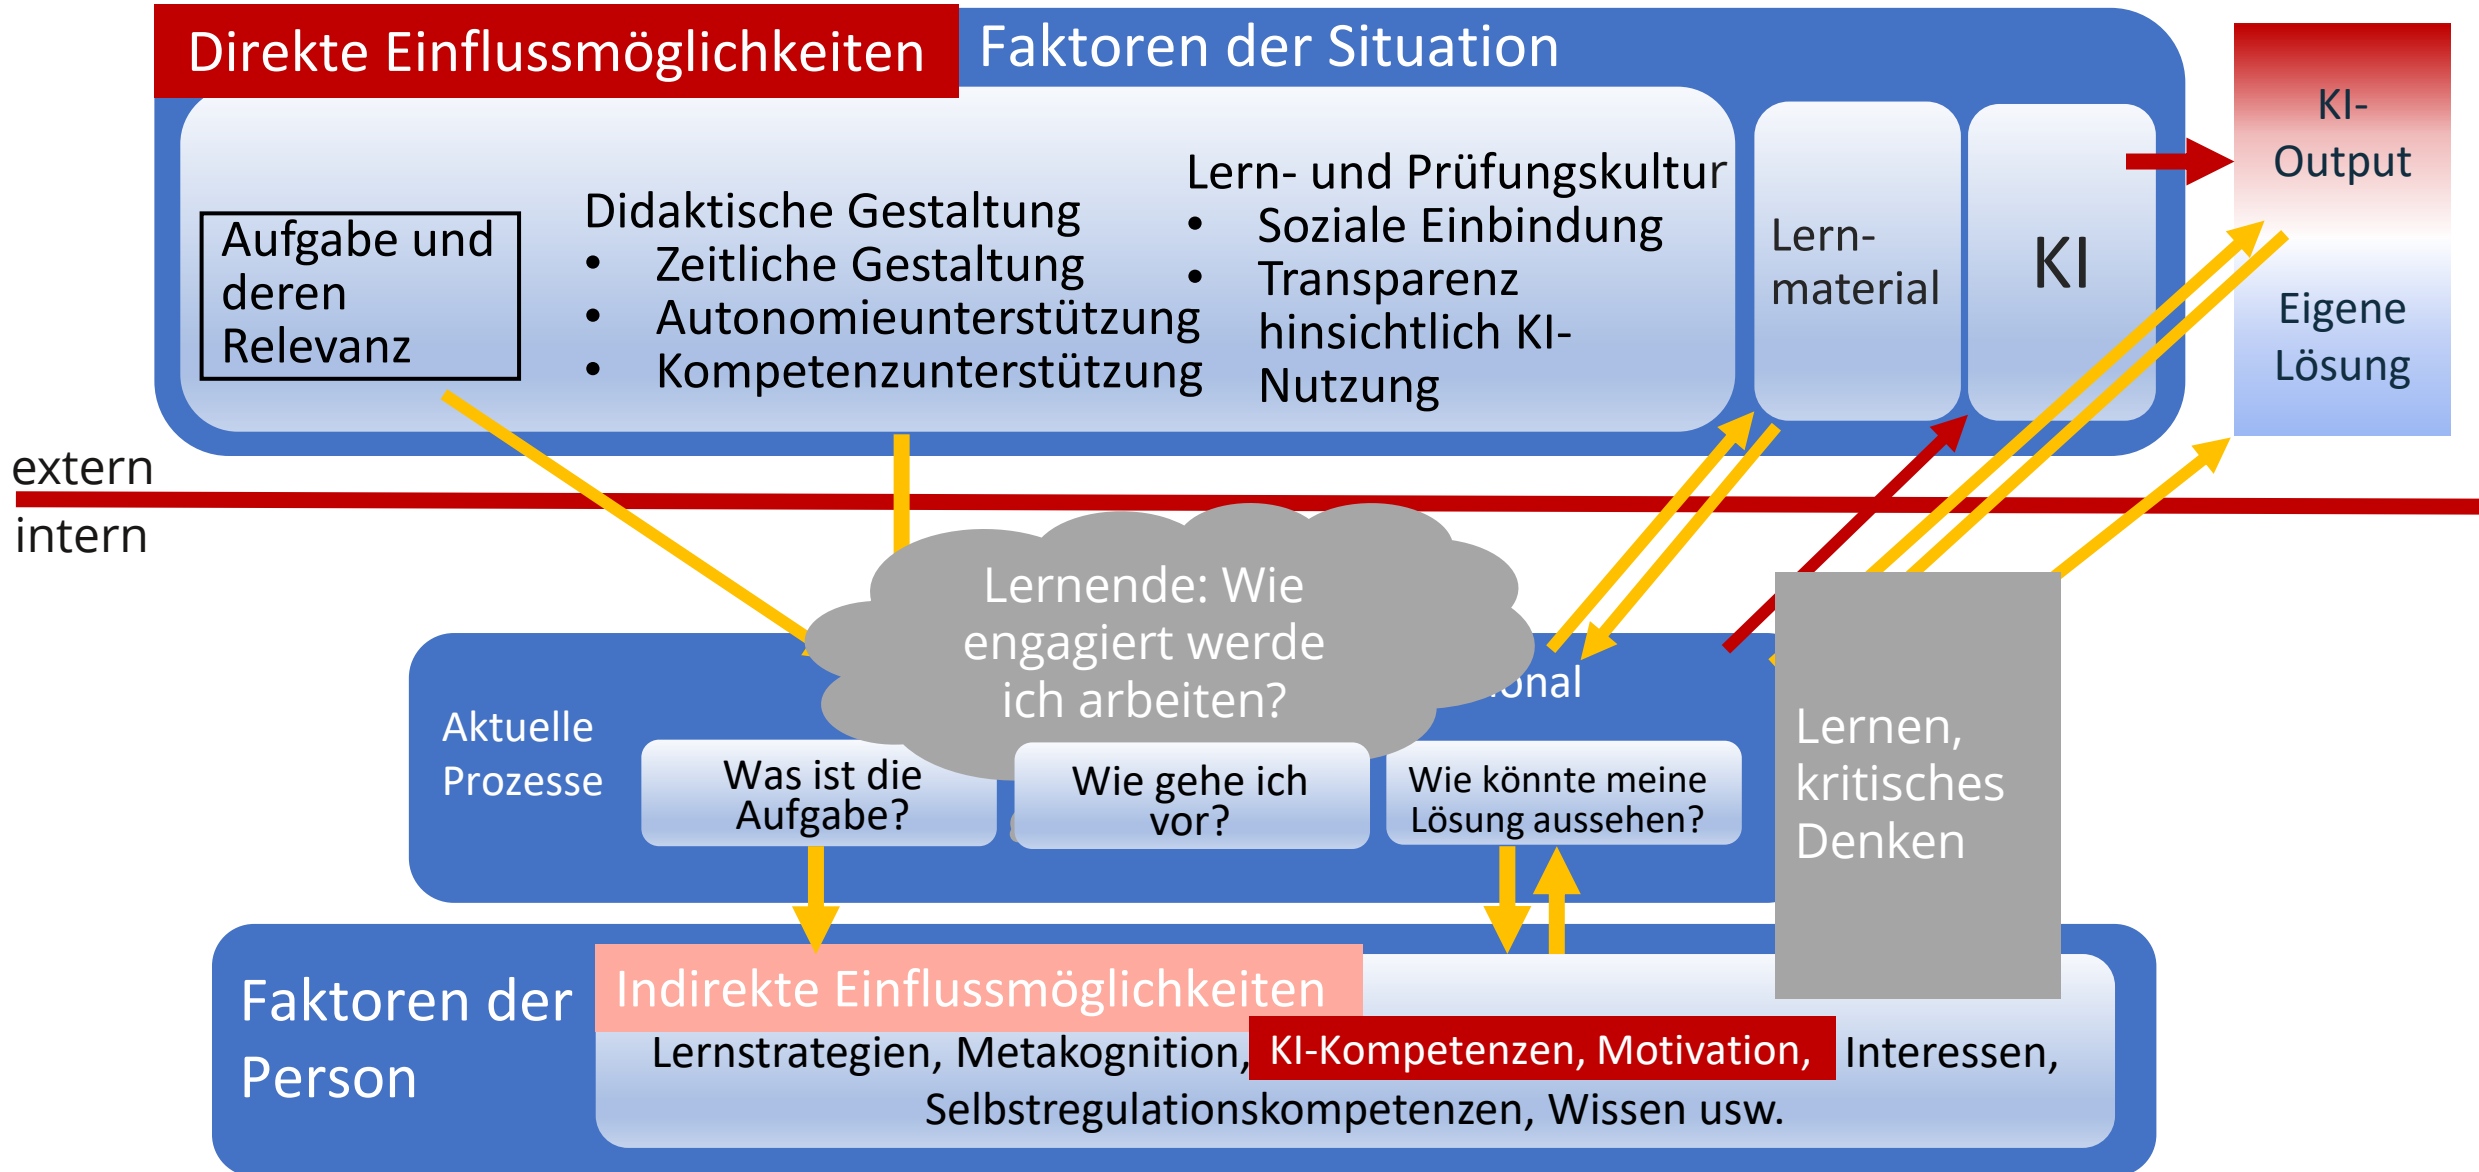 Direkte Einflussmöglichkeiten
Faktoren der Situation
Aufgabe und
deren
Relevanz
Didaktische Gestaltung
• Zeitliche Gestaltung
• Autonomieunterstützung
• Kompetenzunterstützung
Lern- und Prüfungskultur
• Soziale Einbindung
• Transparenz
hinsichtlich KI-
Nutzung
Lern-
material
KI
KI-
Output
Eigene
Lösung
extern
intern
Lernende: Wie
engagiert werde
ich arbeiten?
onal
Aktuelle
Prozesse
Was ist die
Aufgabe?
Wie gehe ich
vor?
Wie könnte meine
Lösung aussehen?
Lernen,
kritisches
Denken
Faktoren der
Person
Indirekte Einflussmöglichkeiten
Lernstrategien, Metakognition, KI-Kompetenzen, Motivation, Interessen,
Selbstregulationskompetenzen, Wissen usw.